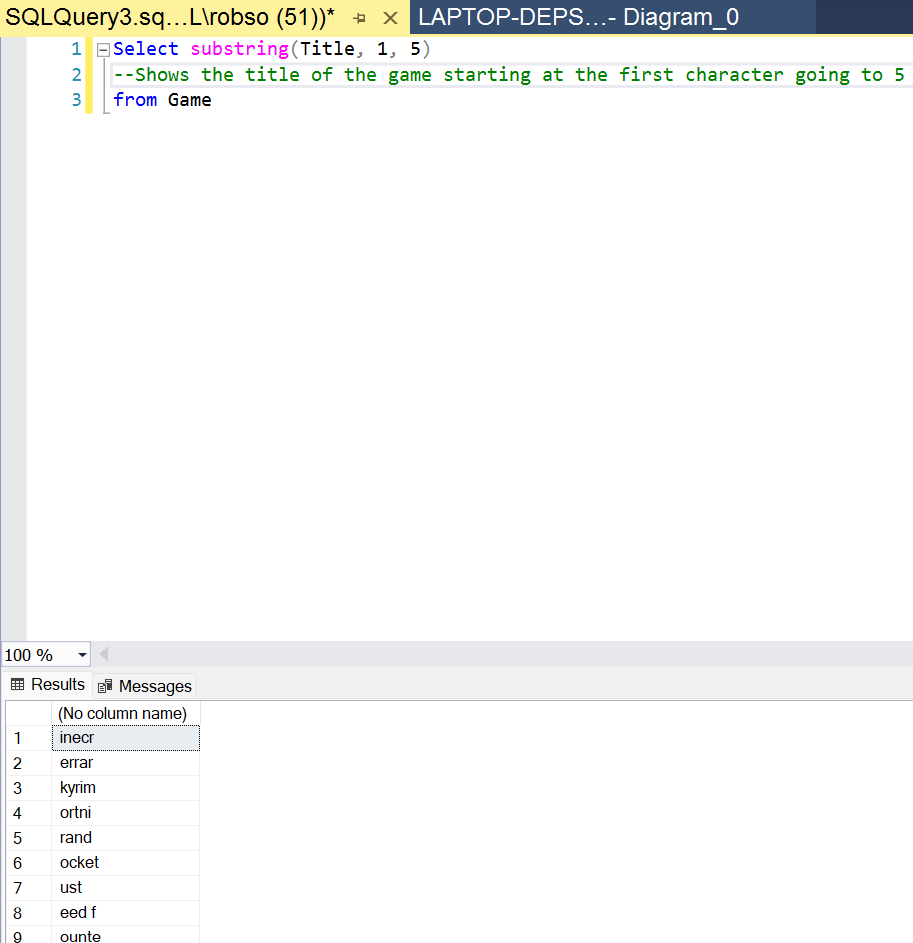 SQLQuery3.sq...L\robso (51))* LAPTOP-DEPS...- Diagram_0
1 Select substring(Title, 1, 5)
2 --Shows the title of the game starting at the first character going to 5
3 from Game
100 %
Results Messages
(No column name)
1 inecr
2 errar
3 kyrim
4 ortni
5 rand
6 ocket
7 ust
8 eed f
9 ounte